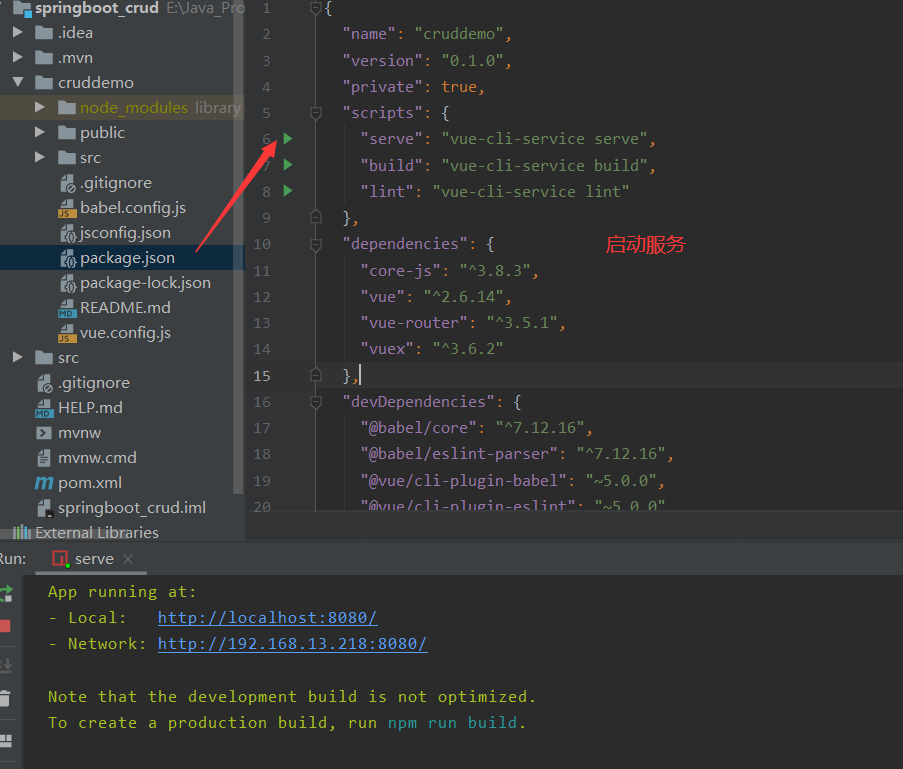 springboot_crud E:\Java_Pro
.idea
.mvn
cruddemo
node_modules library
public
src
.gitignore
babel.config.js
jsconfig.json
package.json
package-lock.json
README.md
vue.config.js
src
.gitignore
HELP.md
mvnw
mvnw.cmd
pom.xml
springboot_crud.iml
External Libraries
1 {
2 "name": "cruddemo",
3 "version": "0.1.0",
4 "private": true,
5 "scripts": {
6 "serve": "vue-cli-service serve",
7 "build": "vue-cli-service build",
8 "lint": "vue-cli-service lint"
9 },
10 "dependencies": {
启动服务
11 "core-js": "^3.8.3",
12 "vue": "^2.6.14",
13 "vue-router": "^3.5.1",
14 "vuex": "^3.6.2"
15 },
16 "devDependencies": {
17 "@babel/core": "^7.12.16",
18 "@babel/eslint-parser": "^7.12.16",
19 "@vue/cli-plugin-babel": "~5.0.0",
20 "@vue/cli-plugin-eslint": "~5.0.0"
Run: serve
App running at:
- Local: http://localhost:8080/
- Network: http://192.168.13.218:8080/
Note that the development build is not optimized.
To create a production build, run npm run build.